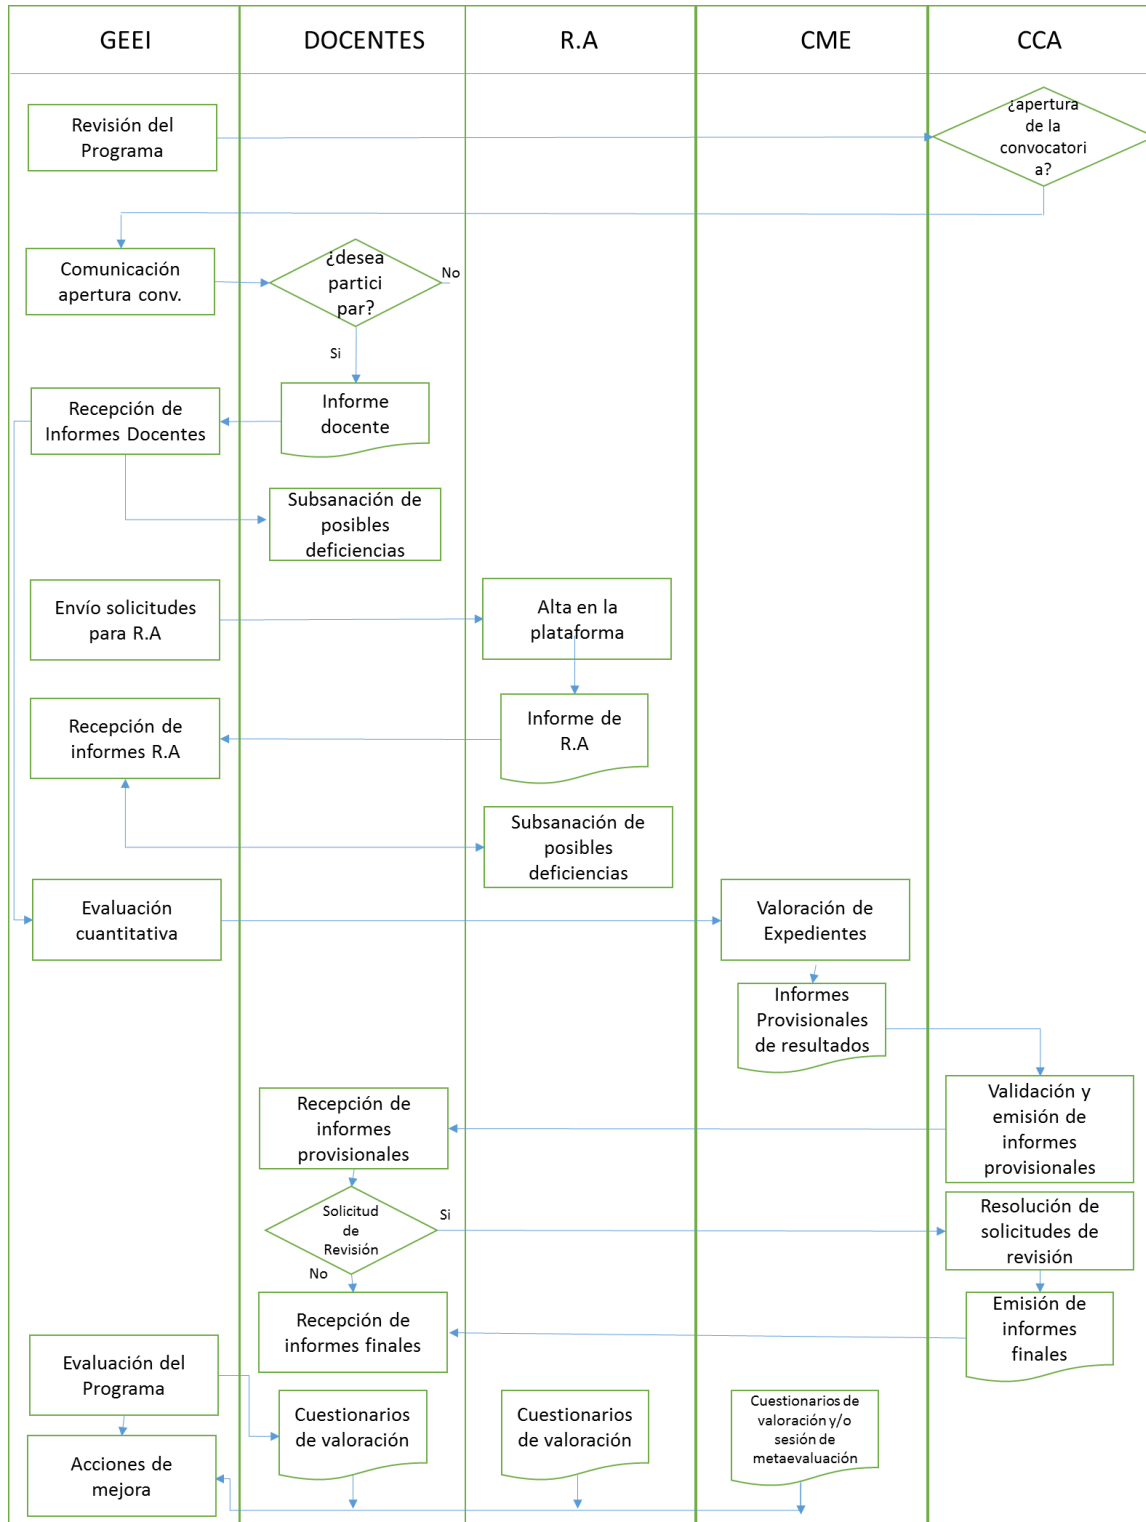 GEEI
DOCENTES
R.A
CME
CCA
Revisión del
Programa
¿apertura
de la
convocatori
a?
Comunicación
apertura conv.
¿desea
partici
par?
No
Si
Recepción de
Informes Docentes
Informe
docente
Subsanación de
posibles
deficiencias
Envío solicitudes
para R.A
Alta en la
plataforma
Recepción de
informes R.A
Informe de
R.A
Subsanación de
posibles
deficiencias
Evaluación
cuantitativa
Valoración de
Expedientes
Informes
Provisionales
de resultados
Recepción de
informes
provisionales
Validación y
emisión de
informes
provisionales
Solicitud
de
Revisión
Si
No
Resolución de
solicitudes de
revisión
Recepción de
informes finales
Emisión de
informes
finales
Evaluación del
Programa
Cuestionarios
de valoración
Cuestionarios
de valoración
Cuestionarios de
valoración y/o
sesión de
metaevaluación
Acciones de
mejora